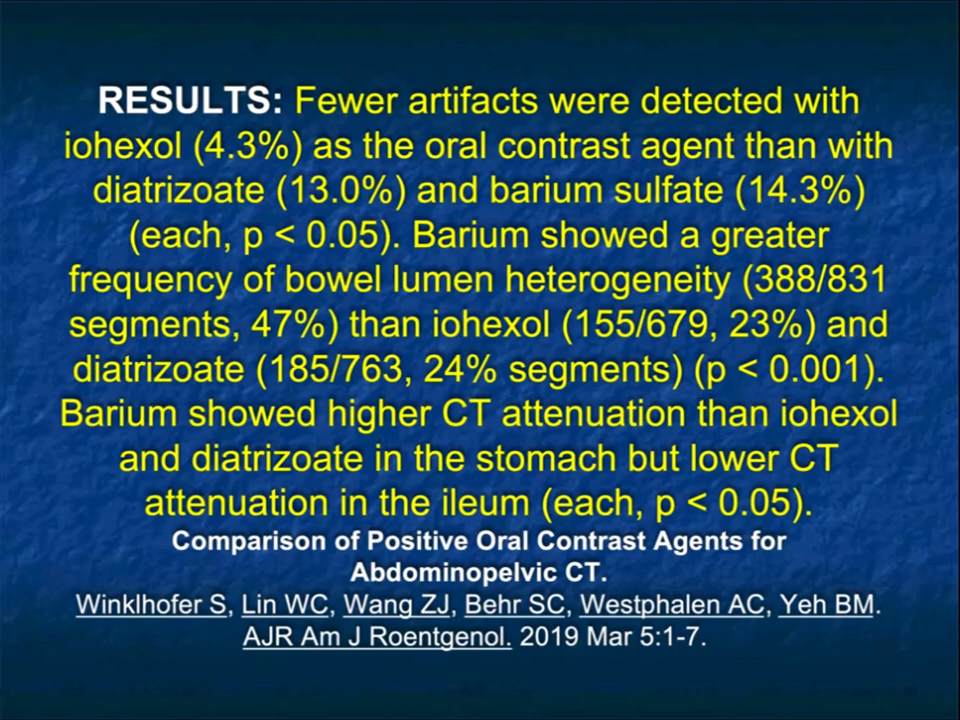 RESULTS: Fewer artifacts were detected with
iohexol (4.3%) as the oral contrast agent than with
diatrizoate (13.0%) and barium sulfate (14.3%)
(each, p < 0.05). Barium showed a greater
frequency of bowel lumen heterogeneity (388/831
segments, 47%) than iohexol (155/679, 23%) and
diatrizoate (185/763, 24% segments) (p < 0.001).
Barium showed higher CT attenuation than iohexol
and diatrizoate in the stomach but lower CT
attenuation in the ileum (each, p < 0.05).
Comparison of Positive Oral Contrast Agents for
Abdominopelvic CT.
Winklhofer S, Lin WC, Wang ZJ, Behr SC, Westphalen AC, Yeh BM.
AJR Am J Roentgenol. 2019 Mar 5:1-7.